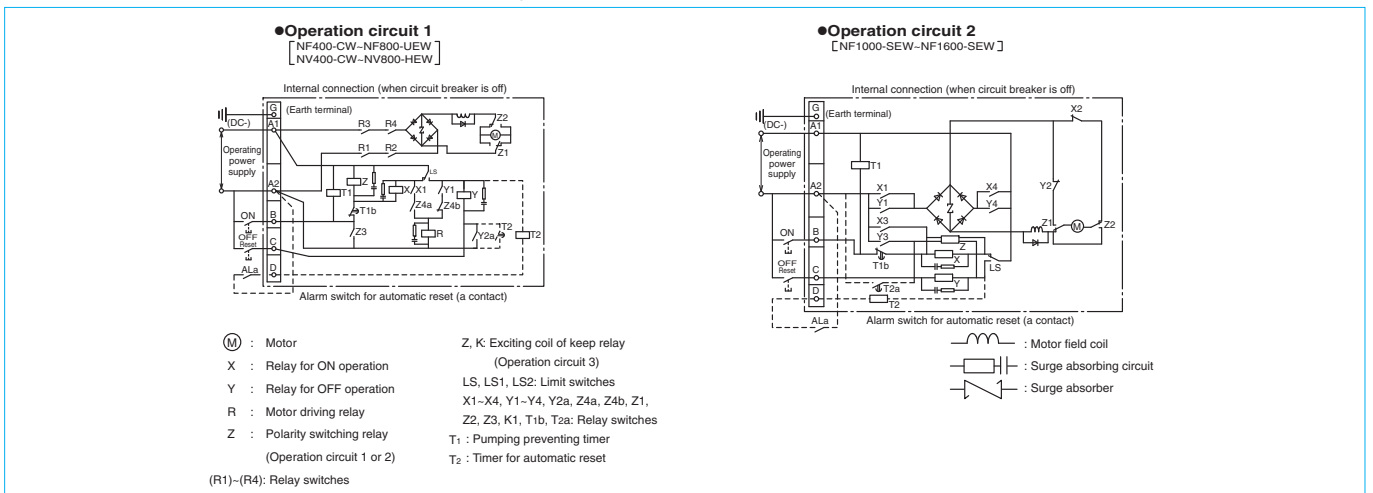 ●Operation circuit 1
NF400-CW~NF800-UEW
NV400-CW~NV800-HEW
Internal connection (when circuit breaker is off)
G
(Earth terminal)
(DC-)
A1
R3 R4
Z2
M
Z1
R1 R2
Operating
power
supply
LS
A2
T1
Z
X
X1
Y1
Y
T1b
Z4a
Z4b
ON
B
Z3
R
Y2a
T2
T2
OFF
Reset
C
ALa
D
Alarm switch for automatic reset (a contact)
●Operation circuit 2
NF1000-SEW~NF1600-SEW
Internal connection (when circuit breaker is off)
G
(Earth terminal)
(DC-)
A1
X2
Operating
power
supply
T1
A2
X1
Y1
Z
X4
Y4
Y2
X3
Y3
Z1
M
Z2
ON
B
T1b
Z
X
LS
OFF
Reset
C
Y
T2a
D
T2
ALa
Alarm switch for automatic reset (a contact)
M : Motor
X : Relay for ON operation
Y : Relay for OFF operation
R : Motor driving relay
Z : Polarity switching relay
(Operation circuit 1 or 2)
(R1)~(R4): Relay switches
Z, K: Exciting coil of keep relay
(Operation circuit 3)
LS, LS1, LS2: Limit switches
X1~X4, Y1~Y4, Y2a, Z4a, Z4b, Z1,
Z2, Z3, K1, T1b, T2a: Relay switches
T1 : Pumping preventing timer
T2 : Timer for automatic reset
: Motor field coil
: Surge absorbing circuit
: Surge absorber